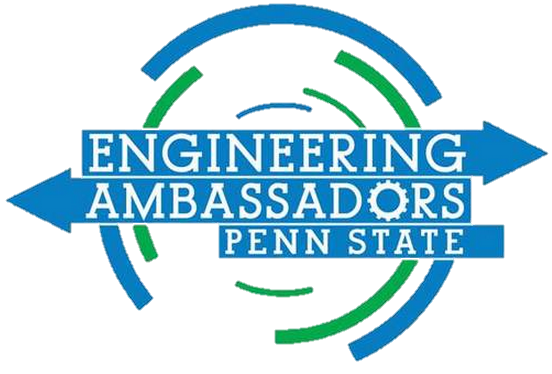 ENGINEERING
AMBASSADORS
PENN STATE